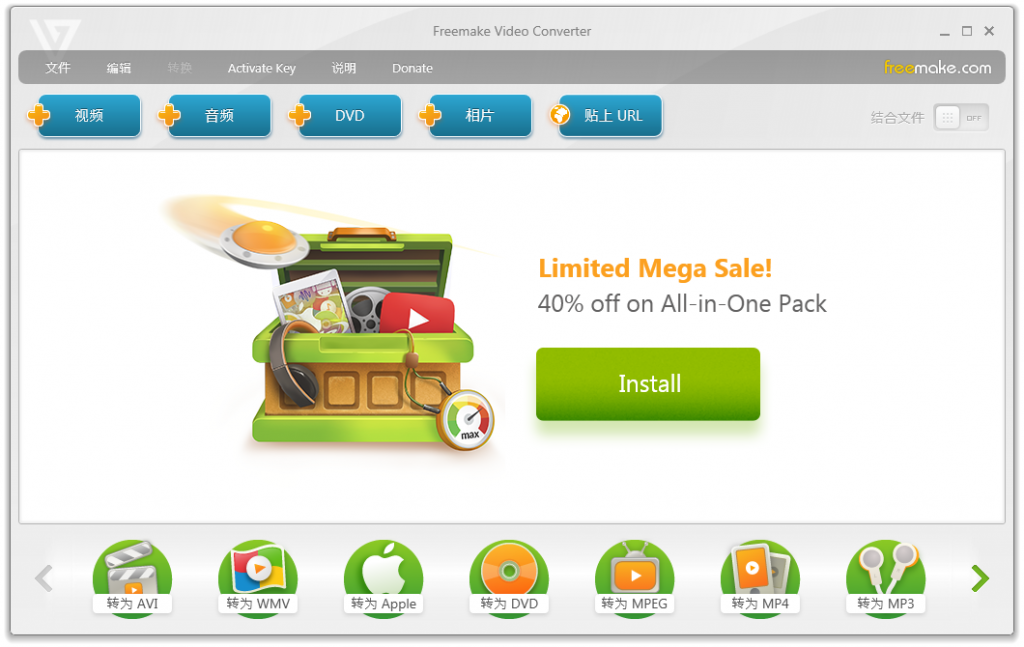 Freemake Video Converter
文件 编辑 转换 Activate Key 说明 Donate freemake.com
视频 音频 DVD 相片 贴上 URL 结合文件 OFF
Limited Mega Sale!
40% off on All-in-One Pack
Install
max
转为 AVI 转为 WMV 转为 Apple 转为 DVD 转为 MPEG 转为 MP4 转为 MP3